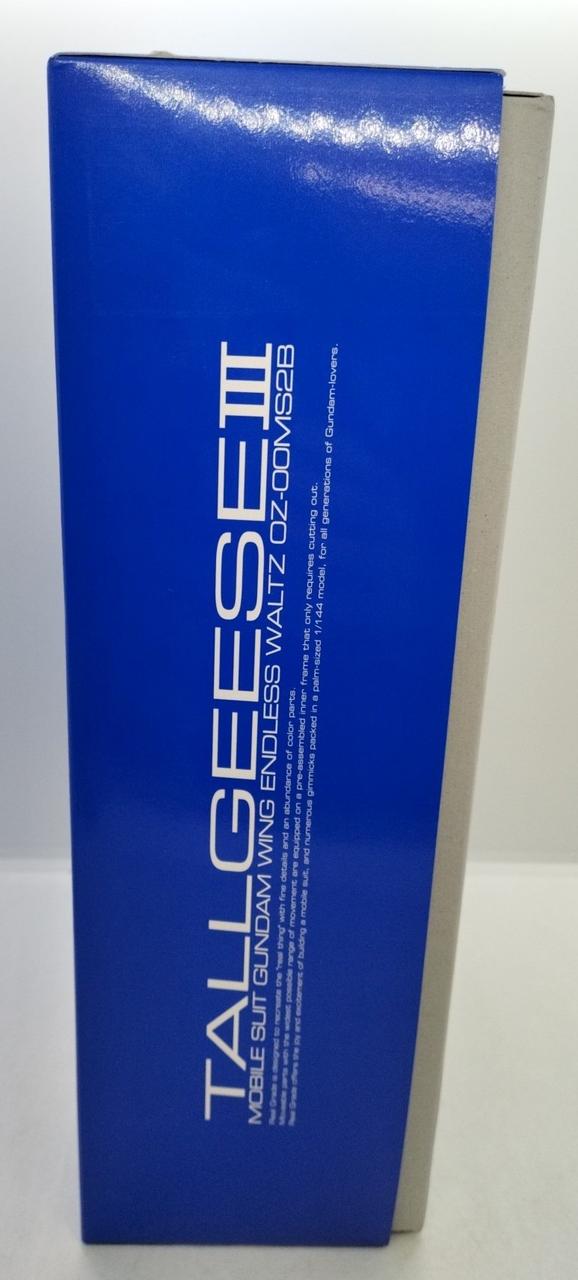 TALLGEESE III
MOBILE SUIT GUNDAM WING ENDLESS WALTZ OZ-00MS2B
Real Grade is designed to recreate the "real thing" with fine details and an abundance of color parts.
Moveable parts with the widest possible range of movement are equipped on a pre-assembled inner frame that only requires cutting out.
Real Grade offers the joy and excitement of building a mobile suit, and numerous gimmicks packed in a palm-sized 1/144 model, for all generations of Gundam-lovers.